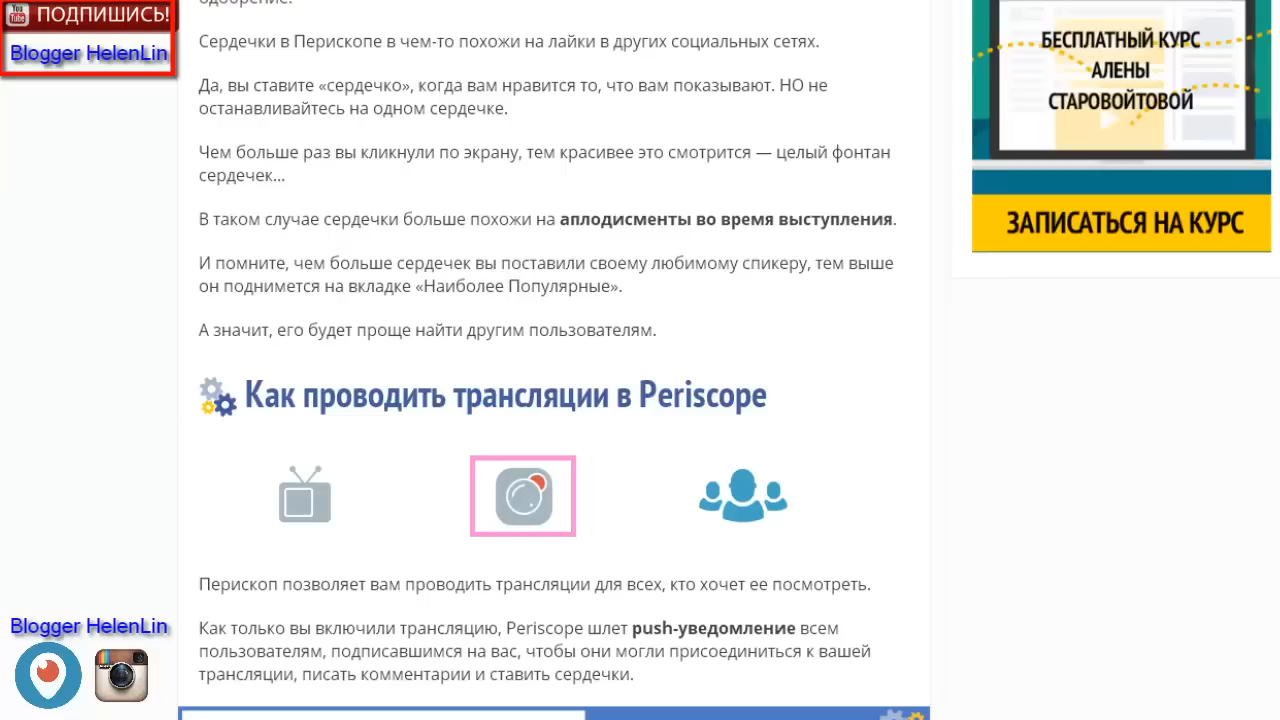 You Tube ПОДПИШИСЬ!
Blogger HelenLin
одобрение.
Сердечки в Перископе в чем-то похожи на лайки в других социальных сетях.
Да, вы ставите «сердечко», когда вам нравится то, что вам показывают. НО не
останавливайтесь на одном сердечке.
Чем больше раз вы кликнули по экрану, тем красивее это смотрится — целый фонтан
сердечек...
В таком случае сердечки больше похожи на аплодисменты во время выступления.
И помните, чем больше сердечек вы поставили своему любимому спикеру, тем выше
он поднимется на вкладке «Наиболее Популярные».
А значит, его будет проще найти другим пользователям.
Как проводить трансляции в Periscope
Перископ позволяет вам проводить трансляции для всех, кто хочет ее посмотреть.
Как только вы включили трансляцию, Periscope шлет push-уведомление всем
пользователям, подписавшимся на вас, чтобы они могли присоединиться к вашей
трансляции, писать комментарии и ставить сердечки.
БЕСПЛАТНЫЙ КУРС
АЛЕНЫ
СТАРОВОЙТОВОЙ
ЗАПИСАТЬСЯ НА КУРС
Blogger HelenLin